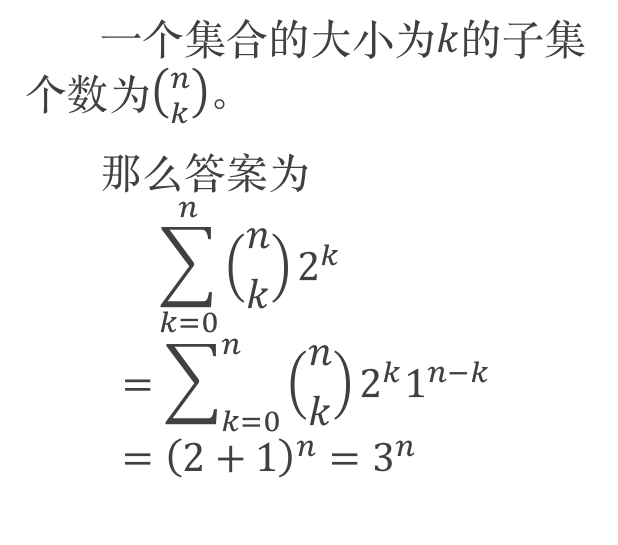 一个集合的大小为k的子集
个数为(n k)。
那么答案为
∑_{k=0}^{n} (n k) 2^k
= ∑_{k=0}^{n} (n k) 2^k 1^{n−k}
= (2 + 1)^n = 3^n